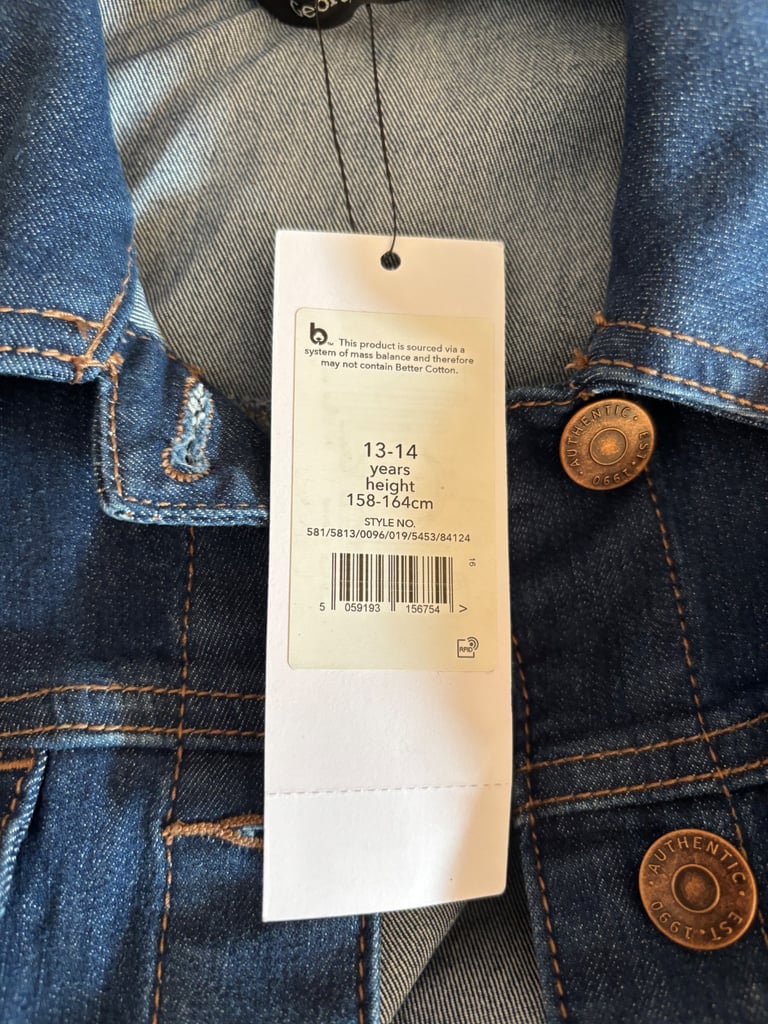 b™ This product is sourced via a
system of mass balance and therefore
may not contain Better Cotton.
13-14
years
height
158-164cm
STYLE NO.
581/5813/0096/019/5453/84124
16
5 059193 156754 >
RFID
AUTHENTIC · EST · 1990
AUTHENTIC · EST · 1990